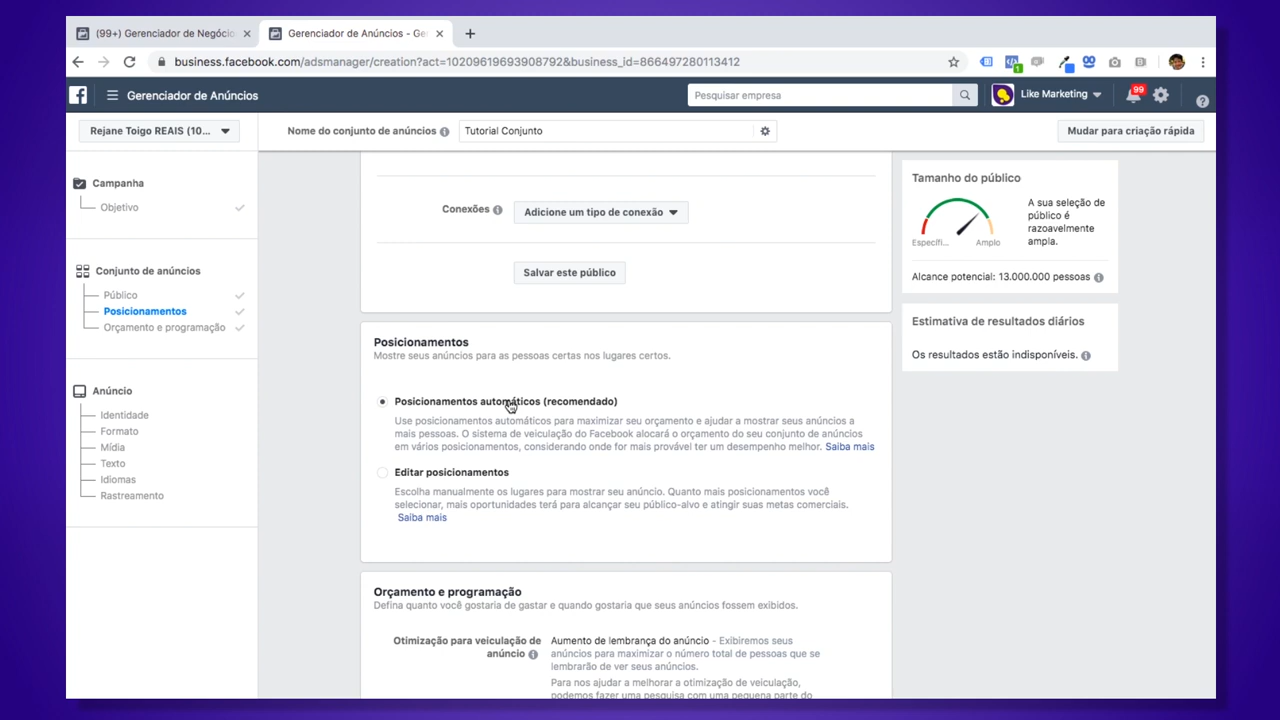 (99+) Gerenciador de Negócio
Gerenciador de Anúncios - Ge
business.facebook.com/adsmanager/creation?act=10209619693908792&business_id=866497280113412
Gerenciador de Anúncios
Pesquisar empresa
Like Marketing
99
Rejane Toigo REAIS (10...
Nome do conjunto de anúncios
Tutorial Conjunto
Mudar para criação rápida
Campanha
Objetivo
Conjunto de anúncios
Público
Posicionamentos
Orçamento e programação
Anúncio
Identidade
Formato
Mídia
Texto
Idiomas
Rastreamento
Conexões
Adicione um tipo de conexão
Salvar este público
Posicionamentos
Mostre seus anúncios para as pessoas certas nos lugares certos.
Posicionamentos automáticos (recomendado)
Use posicionamentos automáticos para maximizar seu orçamento e ajudar a mostrar seus anúncios a
mais pessoas. O sistema de veiculação do Facebook alocará o orçamento do seu conjunto de anúncios
em vários posicionamentos, considerando onde for mais provável ter um desempenho melhor. Saiba mais
Editar posicionamentos
Escolha manualmente os lugares para mostrar seu anúncio. Quanto mais posicionamentos você
selecionar, mais oportunidades terá para alcançar seu público-alvo e atingir suas metas comerciais.
Saiba mais
Orçamento e programação
Defina quanto você gostaria de gastar e quando gostaria que seus anúncios fossem exibidos.
Otimização para veiculação de
anúncio
Aumento de lembrança do anúncio - Exibiremos seus
anúncios para maximizar o número total de pessoas que se
lembrarão de ver seus anúncios.
Para nos ajudar a melhorar a otimização de veiculação,
podemos fazer uma pesquisa com uma pequena parte do
Tamanho do público
A sua seleção de
público é
razoavelmente
ampla.
Específi...
Amplo
Alcance potencial: 13.000.000 pessoas
Estimativa de resultados diários
Os resultados estão indisponíveis.